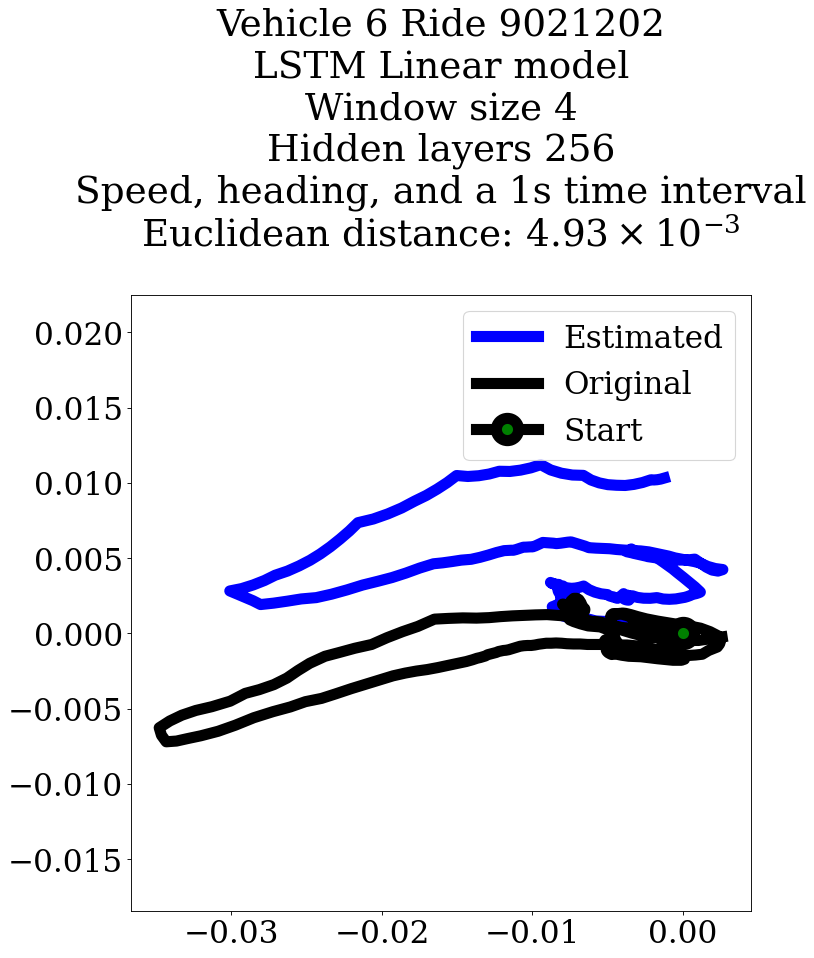 Vehicle 6 Ride 9021202
LSTM Linear model
Window size 4
Hidden layers 256
Speed, heading, and a 1s time interval
Euclidean distance: 4.93 × 10⁻³
Estimated
Original
Start
0.020
0.015
0.010
0.005
0.000
−0.005
−0.010
−0.015
−0.03 −0.02 −0.01 0.00